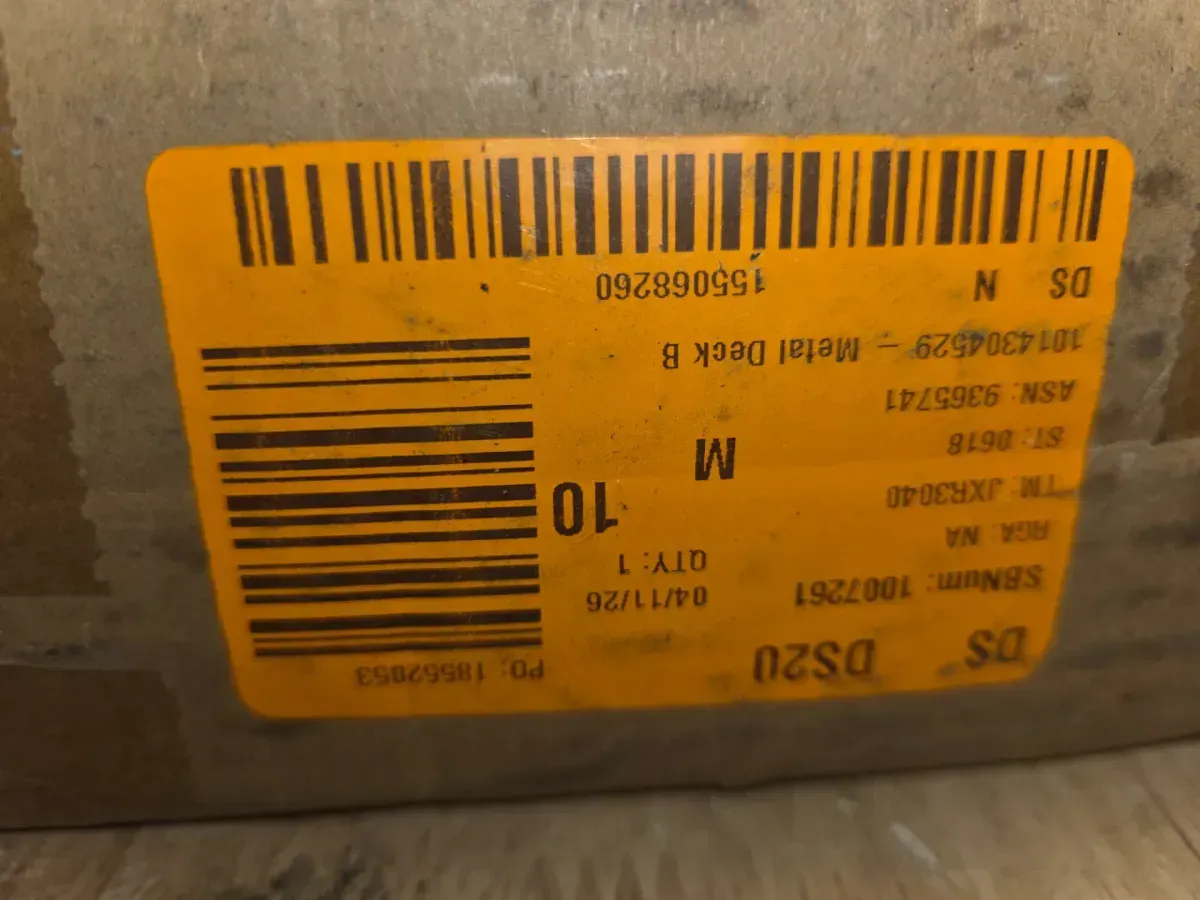 DS DS20 PO: 18552053
SBNum: 1007261 04/11/26
RGA: NA QTY: 1
TM: JXR3040 10
ST: 0618 M
ASN: 9365741
1014304529 - Metal Deck B
DS N 155068260